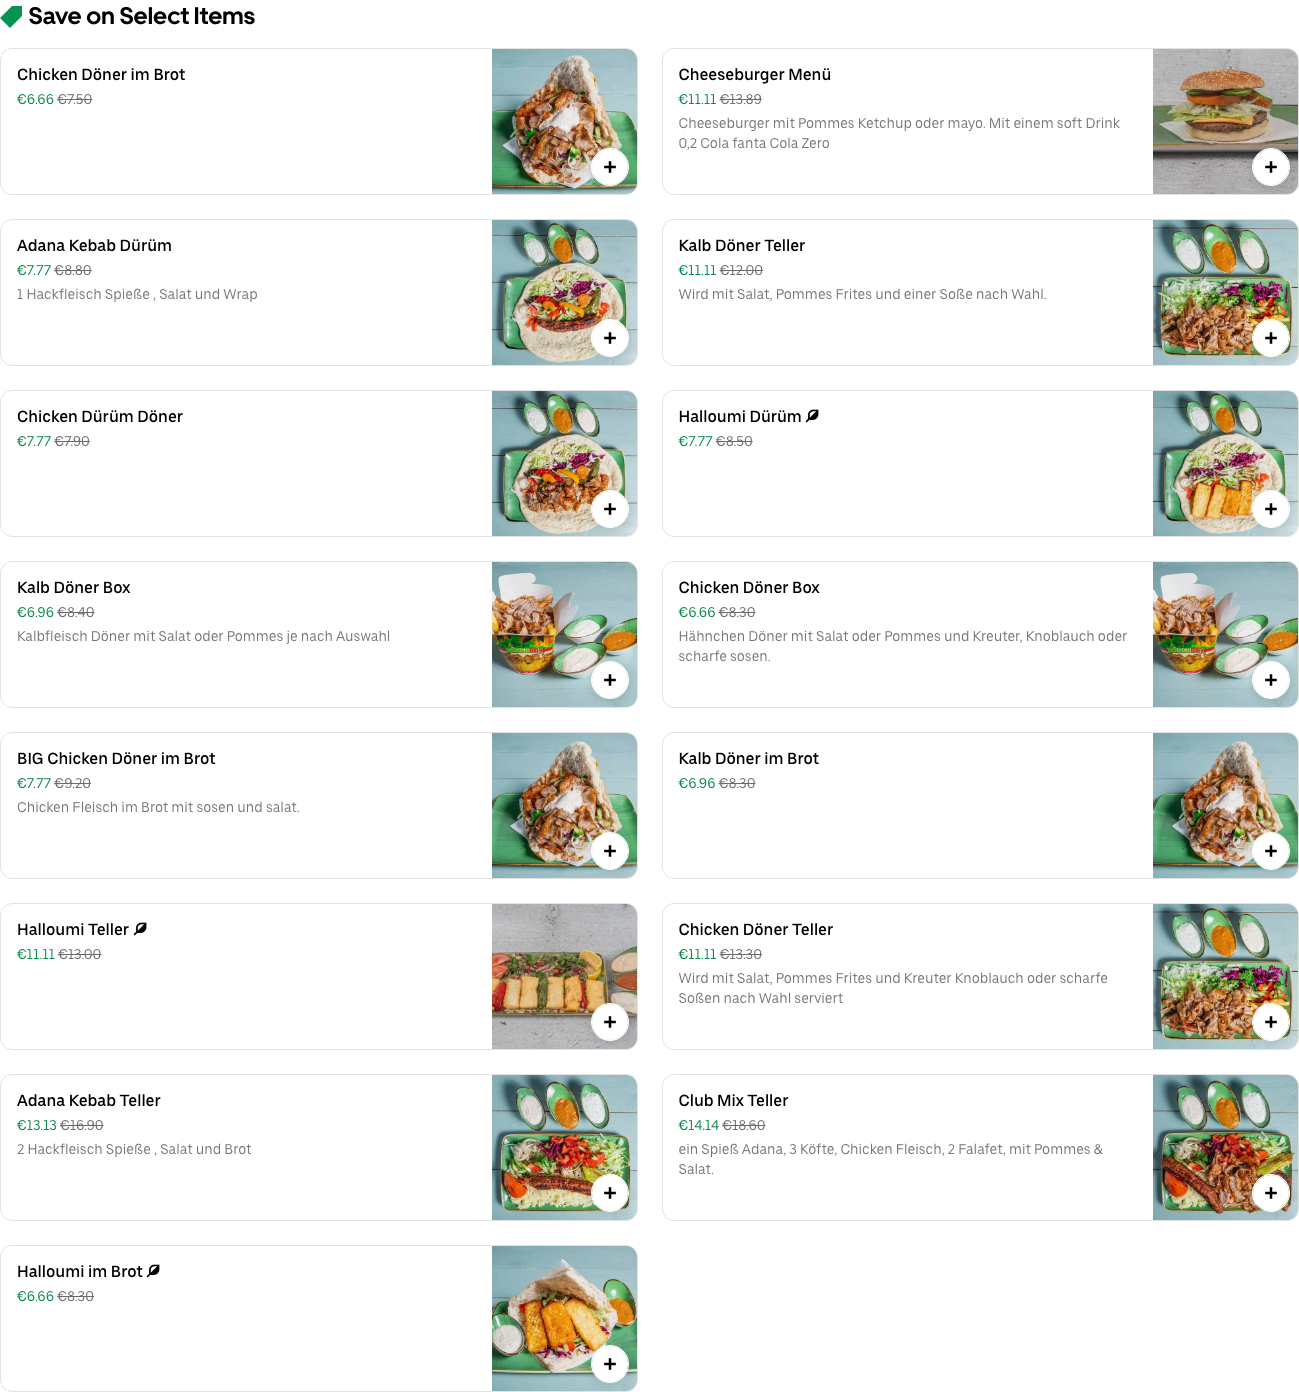 Save on Select Items
Chicken Döner im Brot
€6.66 €7.50
Cheeseburger Menü
€11.11 €13.89
Cheeseburger mit Pommes Ketchup oder mayo. Mit einem soft Drink
0,2 Cola fanta Cola Zero
Adana Kebab Dürüm
€7.77 €8.80
1 Hackfleisch Spieße , Salat und Wrap
Kalb Döner Teller
€11.11 €12.00
Wird mit Salat, Pommes Frites und einer Soße nach Wahl.
Chicken Dürüm Döner
€7.77 €7.90
Halloumi Dürüm
€7.77 €8.50
Kalb Döner Box
€6.96 €8.40
Kalbfleisch Döner mit Salat oder Pommes je nach Auswahl
Chicken Döner Box
€6.66 €8.30
Hähnchen Döner mit Salat oder Pommes und Kreuter, Knoblauch oder
scharfe sosen.
BIG Chicken Döner im Brot
€7.77 €9.20
Chicken Fleisch im Brot mit sosen und salat.
Kalb Döner im Brot
€6.96 €8.30
Halloumi Teller
€11.11 €13.00
Chicken Döner Teller
€11.11 €13.30
Wird mit Salat, Pommes Frites und Kreuter Knoblauch oder scharfe
Soßen nach Wahl serviert
Adana Kebab Teller
€13.13 €16.90
2 Hackfleisch Spieße , Salat und Brot
Club Mix Teller
€14.14 €18.60
ein Spieß Adana, 3 Köfte, Chicken Fleisch, 2 Falafet, mit Pommes &
Salat.
Halloumi im Brot
€6.66 €8.30